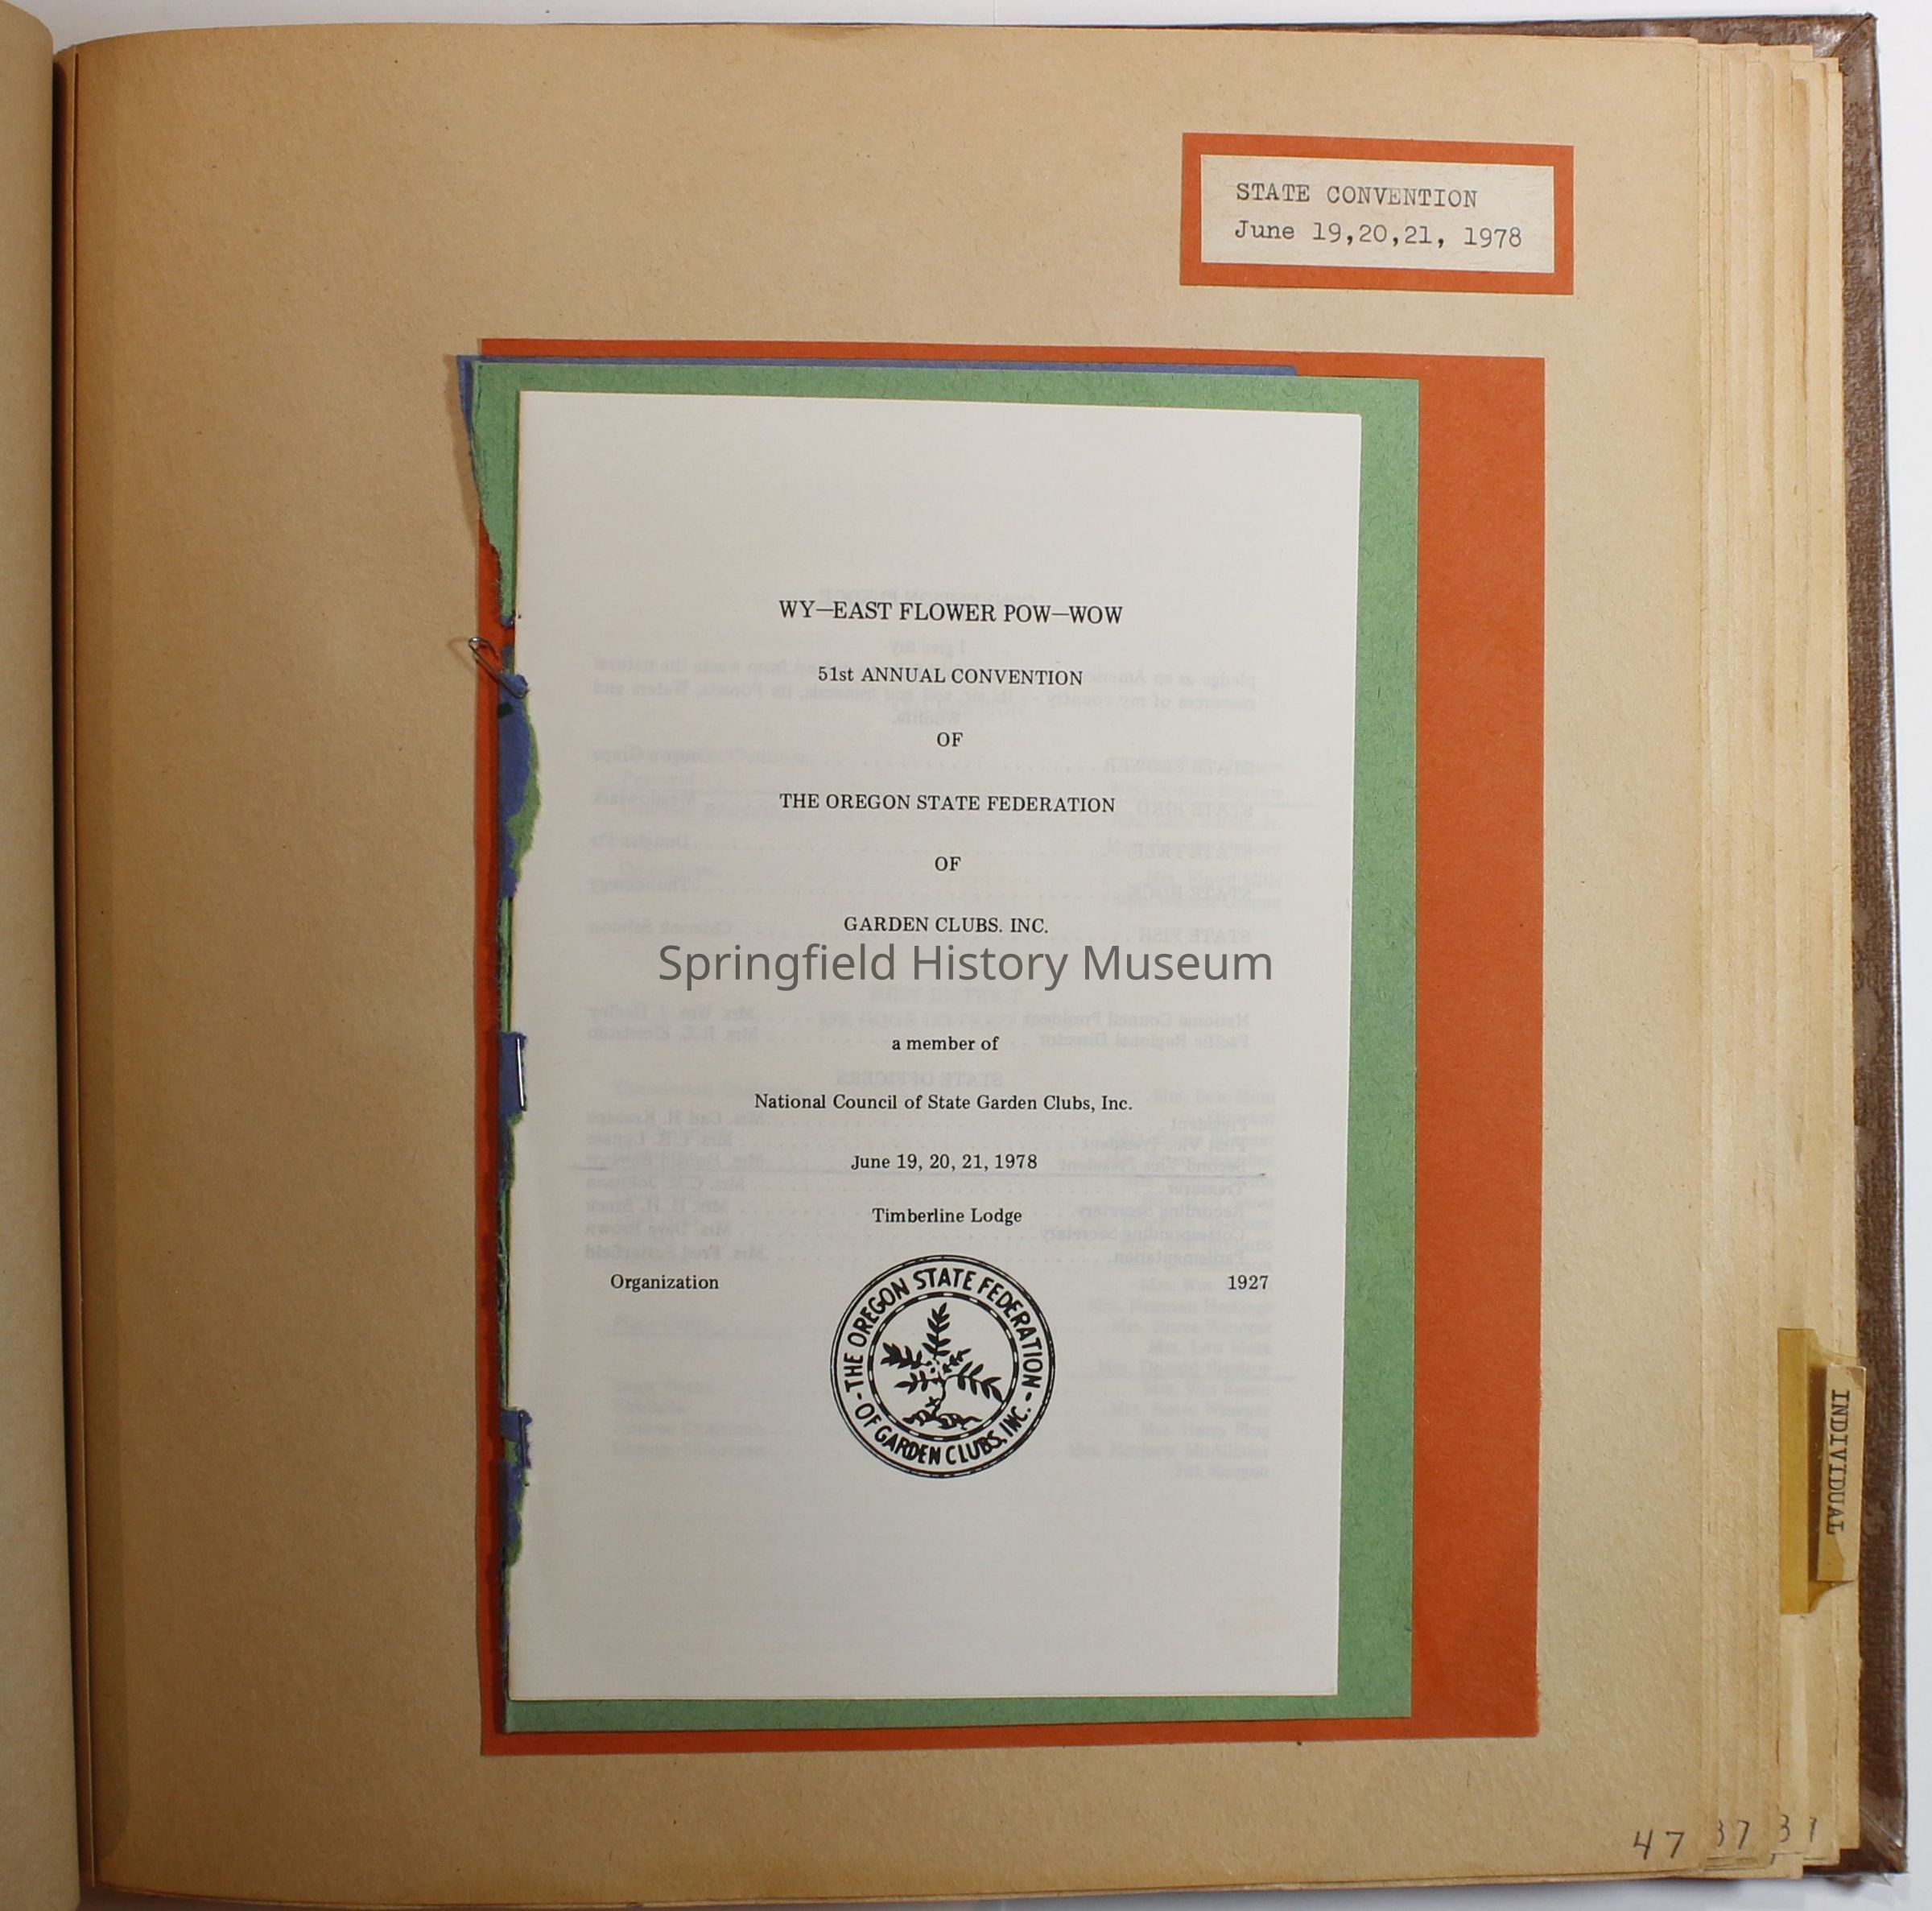 STATE CONVENTION
June 19,20,21, 1978
WY—EAST FLOWER POW—WOW
51st ANNUAL CONVENTION
OF
THE OREGON STATE FEDERATION
OF
GARDEN CLUBS. INC.
Springfield History Museum
a member of
National Council of State Garden Clubs, Inc.
June 19, 20, 21, 1978
Timberline Lodge
Organization 1927
THE OREGON STATE FEDERATION
- OF GARDEN CLUBS, INC. -
INDIVIDUAL
47 37